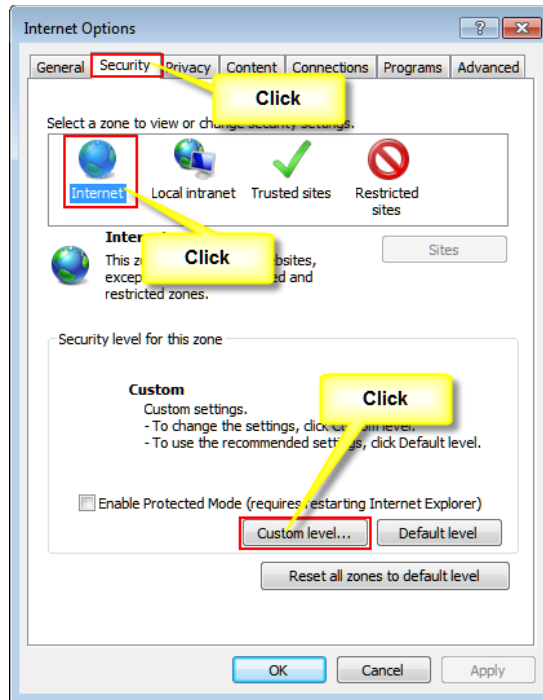 Internet Options
General Security Privacy Content Connections Programs Advanced
Click
Select a zone to view or change security settings.
Internet Local intranet Trusted sites Restricted
sites
Click
Sites
This
except
restricted zones.
Security level for this zone
Custom
Custom settings.
Click
- To change the settings, click Custom level.
- To use the recommended settings, click Default level.
Enable Protected Mode (requires restarting Internet Explorer)
Custom level... Default level
Reset all zones to default level
OK Cancel Apply